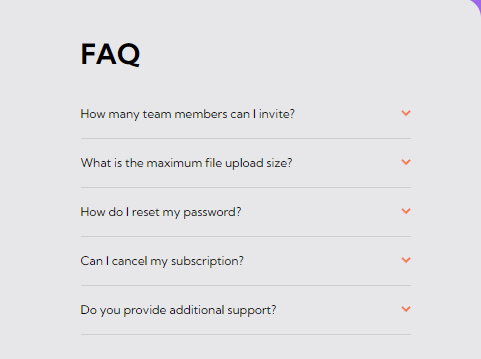 FAQ
How many team members can I invite?
What is the maximum file upload size?
How do I reset my password?
Can I cancel my subscription?
Do you provide additional support?